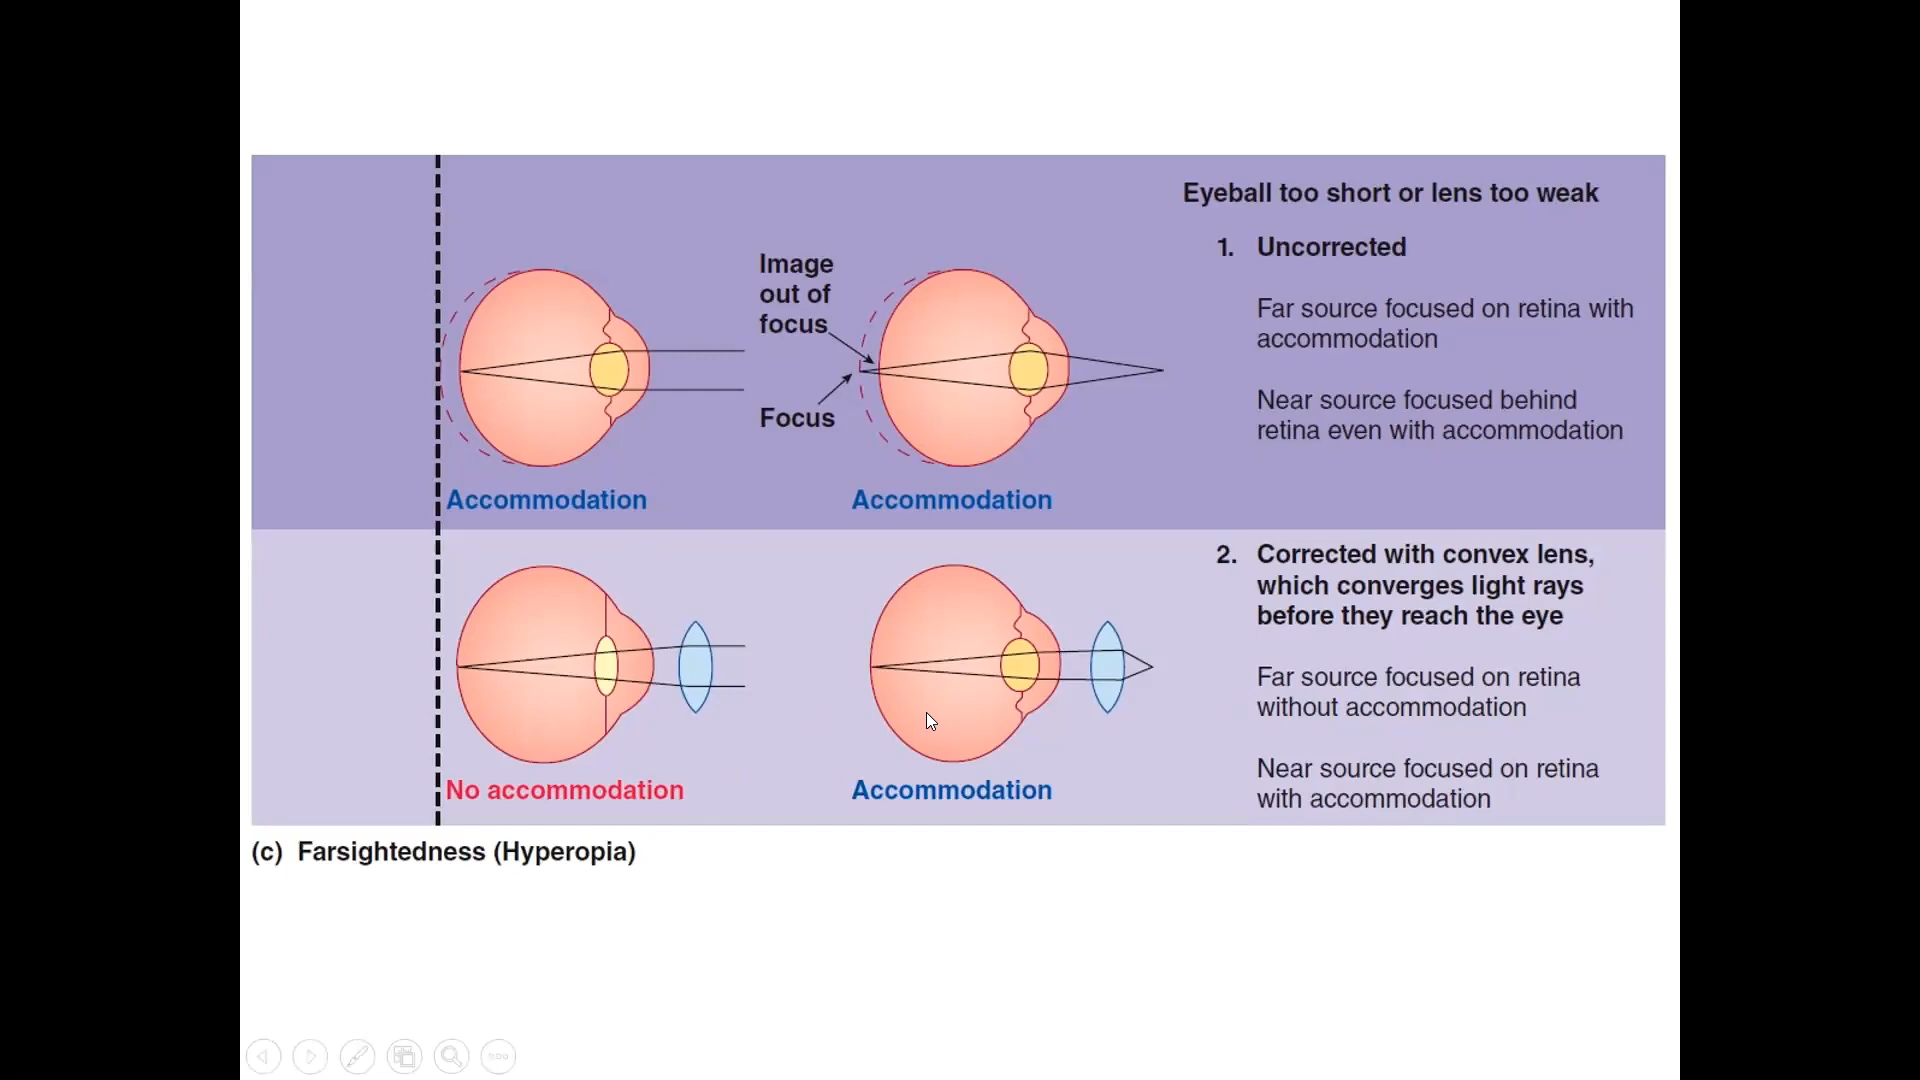 Eyeball too short or lens too weak
Image
out of
focus
Focus
1. Uncorrected
Far source focused on retina with
accommodation
Near source focused behind
retina even with accommodation
Accommodation
Accommodation
2. Corrected with convex lens,
which converges light rays
before they reach the eye
Far source focused on retina
without accommodation
Near source focused on retina
with accommodation
No accommodation
Accommodation
(c) Farsightedness (Hyperopia)